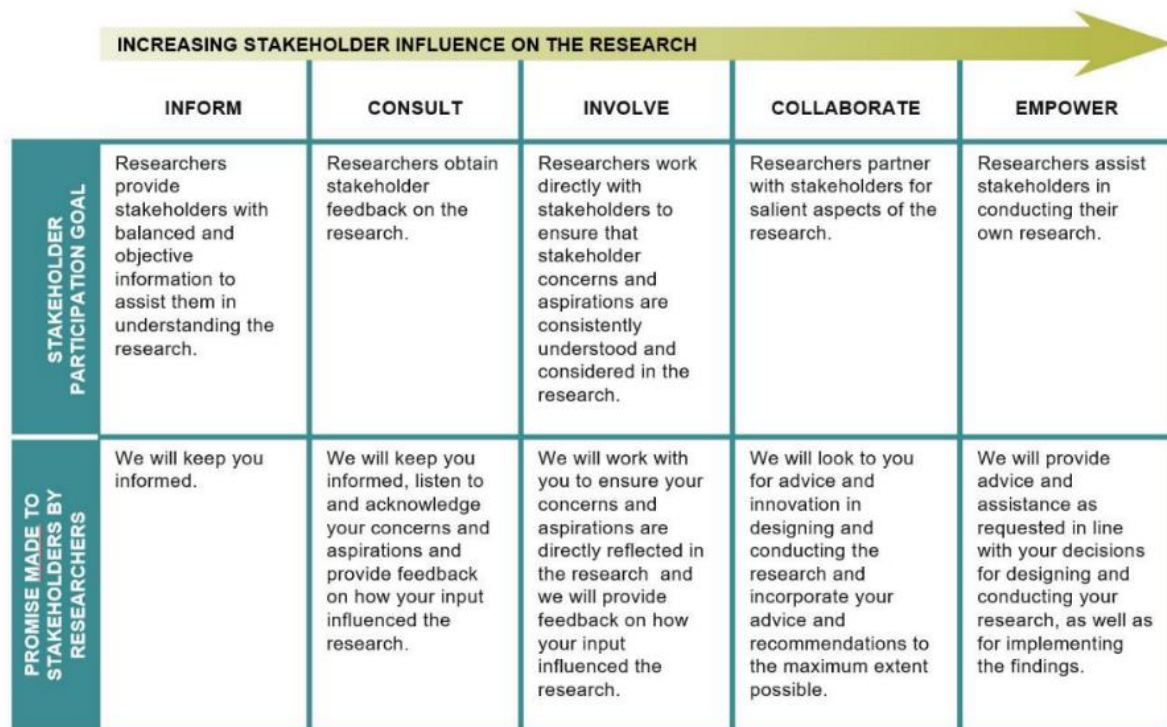 INCREASING STAKEHOLDER INFLUENCE ON THE RESEARCH
INFORM
CONSULT
INVOLVE
COLLABORATE
EMPOWER
STAKEHOLDER
PARTICIPATION GOAL
Researchers
provide
stakeholders with
balanced and
objective
information to
assist them in
understanding the
research.
Researchers obtain
stakeholder
feedback on the
research.
Researchers work
directly with
stakeholders to
ensure that
stakeholder
concerns and
aspirations are
consistently
understood and
considered in the
research.
Researchers partner
with stakeholders for
salient aspects of the
research.
Researchers assist
stakeholders in
conducting their
own research.
PROMISE MADE TO
STAKEHOLDERS BY
RESEARCHERS
We will keep you
informed.
We will keep you
informed, listen to
and acknowledge
your concerns and
aspirations and
provide feedback
on how your input
influenced the
research.
We will work with
you to ensure your
concerns and
aspirations are
directly reflected in
the research and
we will provide
feedback on how
your input
influenced the
research.
We will look to you
for advice and
innovation in
designing and
conducting the
research and
incorporate your
advice and
recommendations to
the maximum extent
possible.
We will provide
advice and
assistance as
requested in line
with your decisions
for designing and
conducting your
research, as well as
for implementing
the findings.